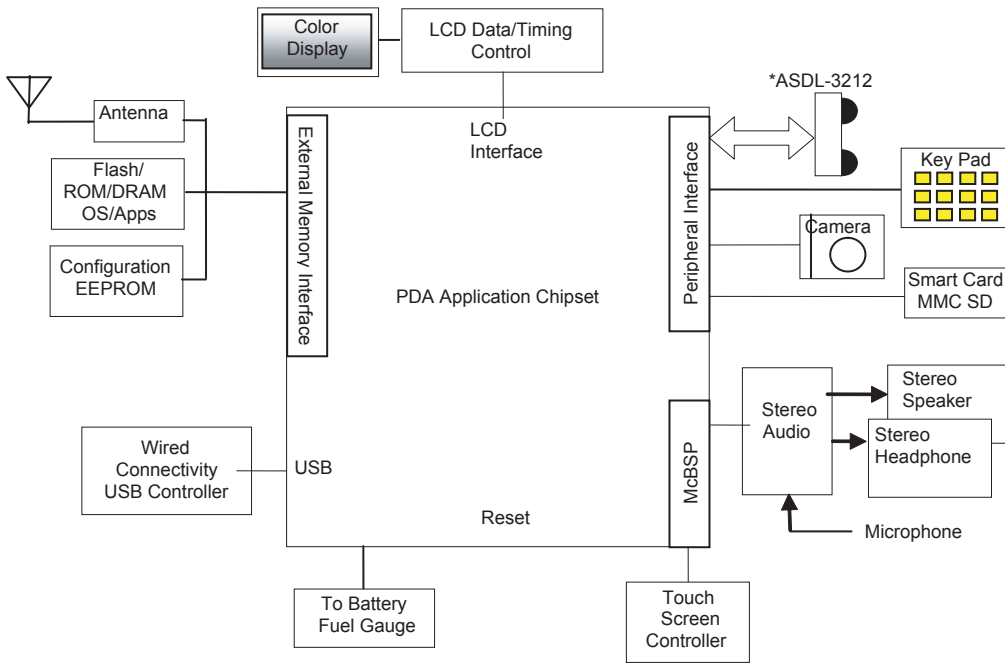 Color
Display
LCD Data/Timing
Control
*ASDL-3212
Antenna
Flash/
ROM/DRAM
OS/Apps
Configuration
EEPROM
External Memory Interface
LCD
Interface
Peripheral Interface
Key Pad
Camera
Smart Card
MMC SD
PDA Application Chipset
Wired
Connectivity
USB Controller
USB
Reset
McBSP
Stereo
Audio
Stereo
Speaker
Stereo
Headphone
Microphone
To Battery
Fuel Gauge
Touch
Screen
Controller